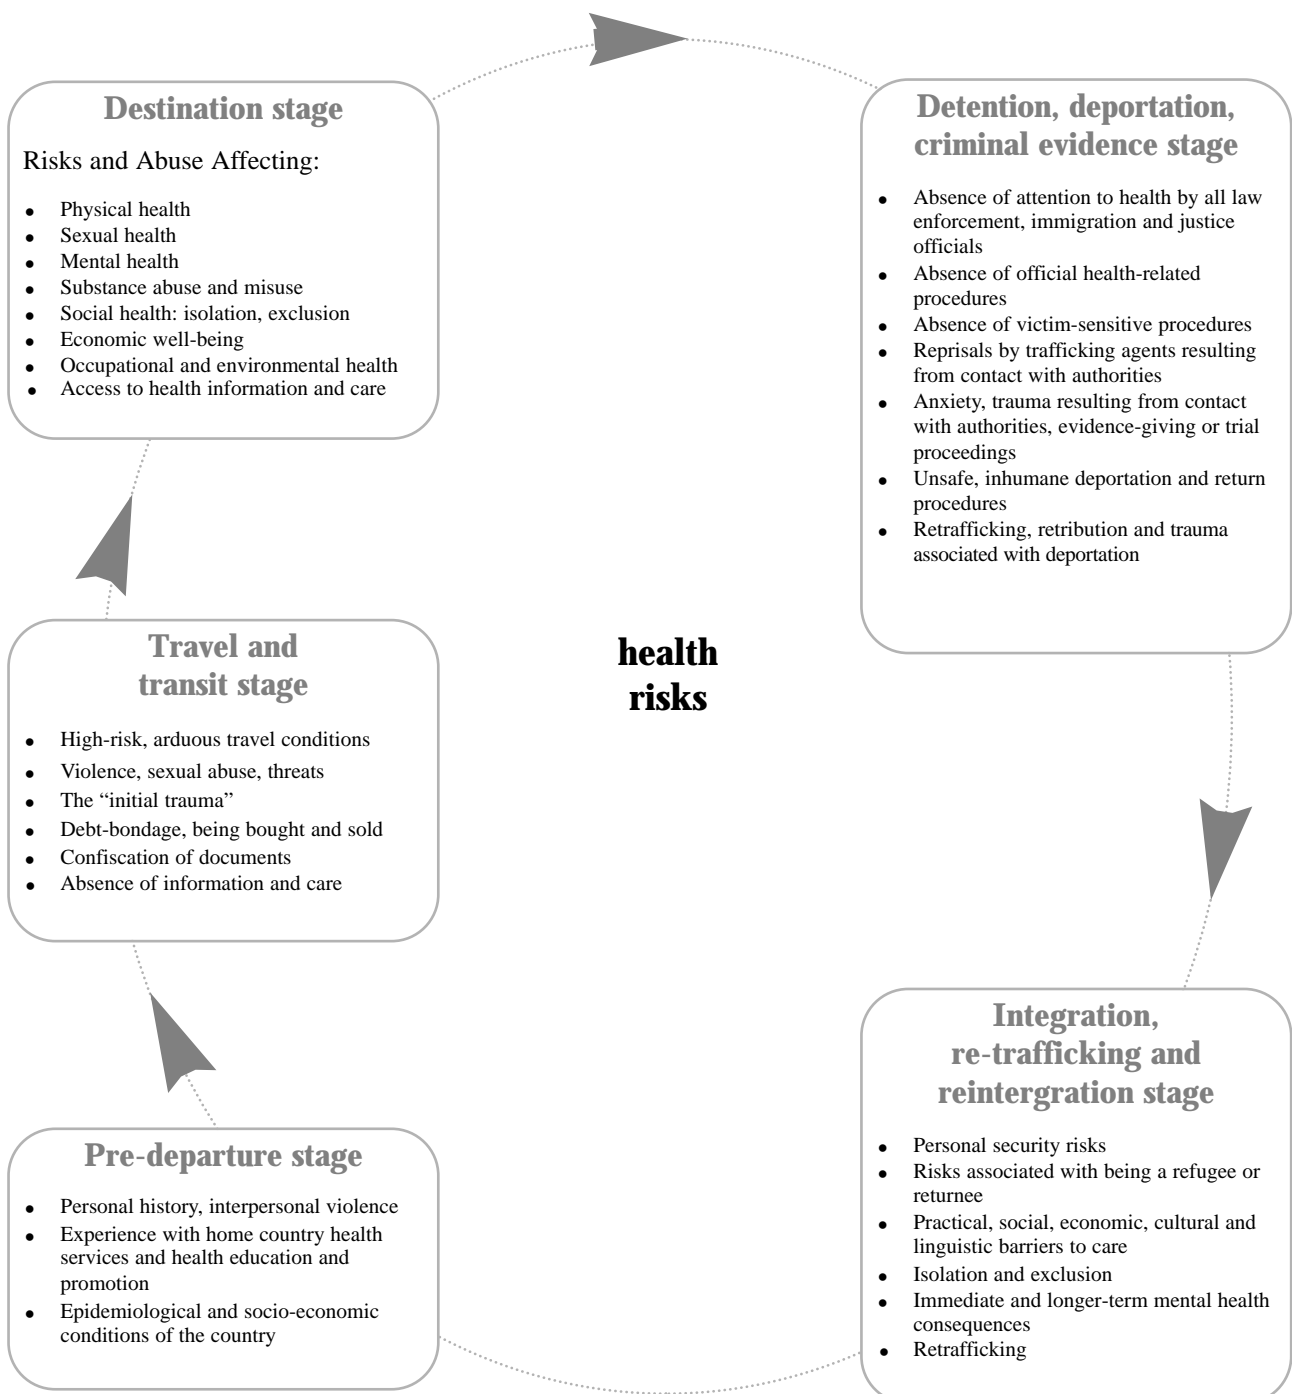 Destination stage
Risks and Abuse Affecting:
• Physical health
• Sexual health
• Mental health
• Substance abuse and misuse
• Social health: isolation, exclusion
• Economic well-being
• Occupational and environmental health
• Access to health information and care
Detention, deportation,
criminal evidence stage
• Absence of attention to health by all law
enforcement, immigration and justice
officials
• Absence of official health-related
procedures
• Absence of victim-sensitive procedures
• Reprisals by trafficking agents resulting
from contact with authorities
• Anxiety, trauma resulting from contact
with authorities, evidence-giving or trial
proceedings
• Unsafe, inhumane deportation and return
procedures
• Retrafficking, retribution and trauma
associated with deportation
Travel and
transit stage
• High-risk, arduous travel conditions
• Violence, sexual abuse, threats
• The “initial trauma”
• Debt-bondage, being bought and sold
• Confiscation of documents
• Absence of information and care
health
risks
Integration,
re-trafficking and
reintergration stage
• Personal security risks
• Risks associated with being a refugee or
returnee
• Practical, social, economic, cultural and
linguistic barriers to care
• Isolation and exclusion
• Immediate and longer-term mental health
consequences
• Retrafficking
Pre-departure stage
• Personal history, interpersonal violence
• Experience with home country health
services and health education and
promotion
• Epidemiological and socio-economic
conditions of the country